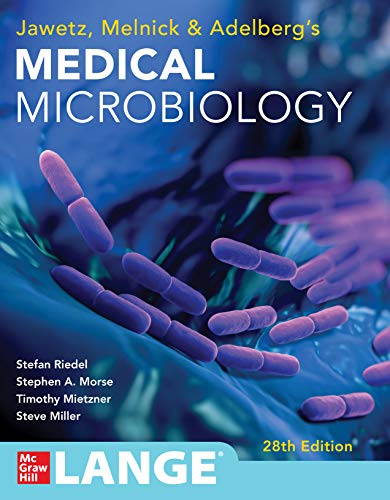 Jawetz, Melnick & Adelberg's
MEDICAL
MICROBIOLOGY
Stefan Riedel
Stephen A. Morse
Timothy Mietzner
Steve Miller
Mc
Graw
Hill
LANGE®
28th Edition